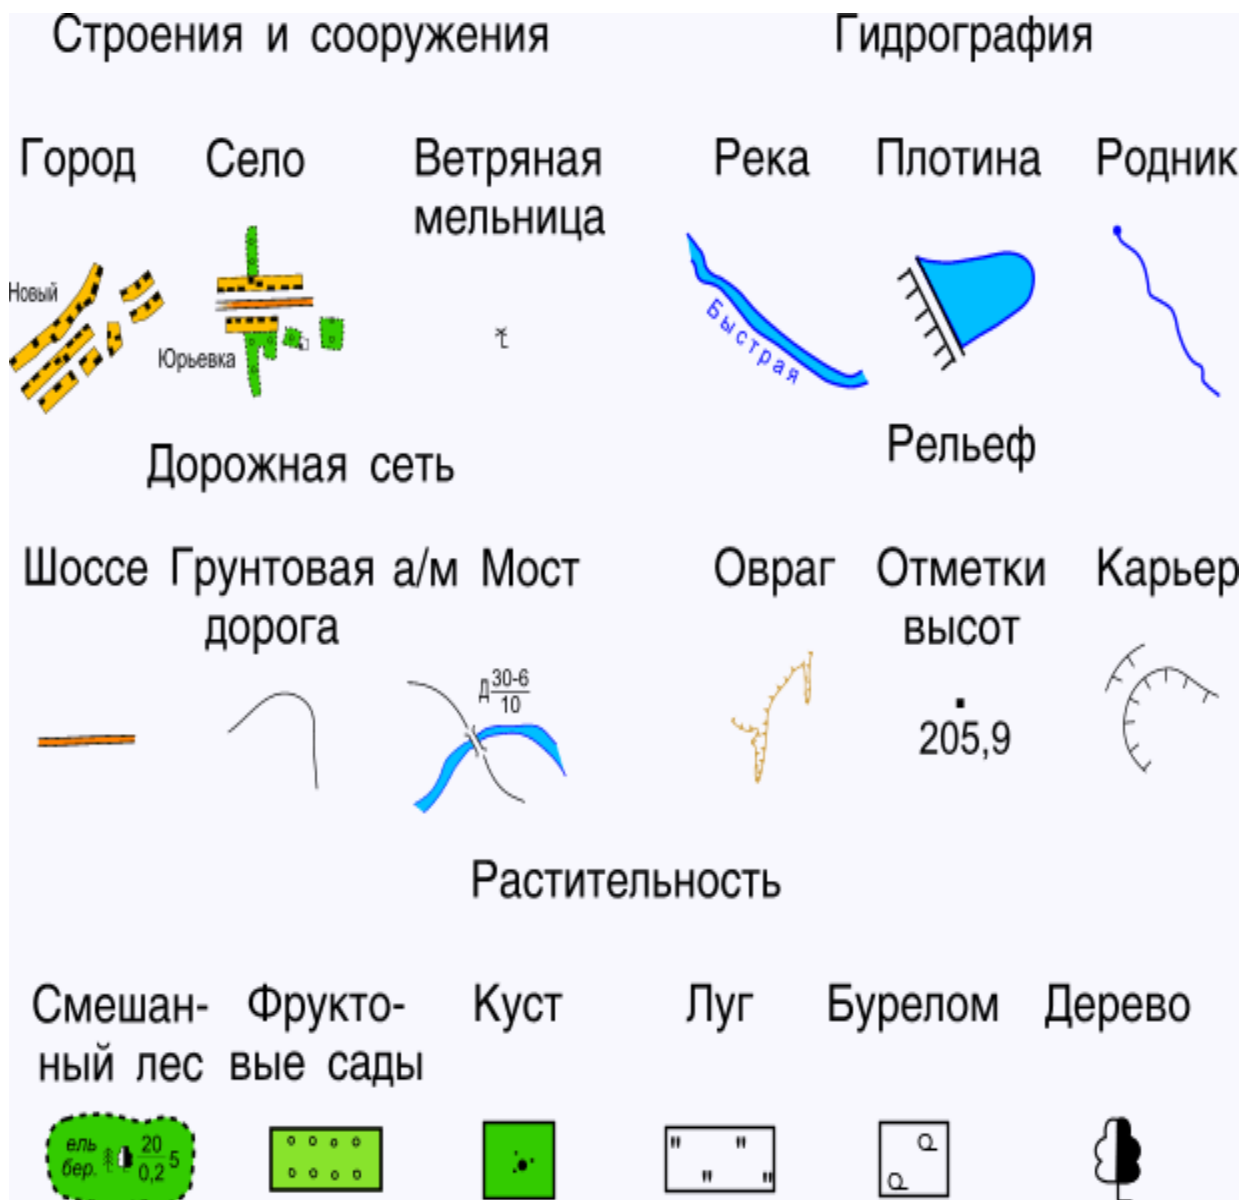 Строения и сооружения
Гидрография
Город Село Ветряная
мельница
Река Плотина Родник
Новый
Юрьевка
Быстрая
Дорожная сеть
Рельеф
Шоссе Грунтовая а/м Мост
дорога
Овраг Отметки Карьер
высот
Д 30-6
10
205,9
Растительность
Смешан- Фрукто- Куст Луг Бурелом Дерево
ный лес вые сады
ель 20
бер. 0,2 5